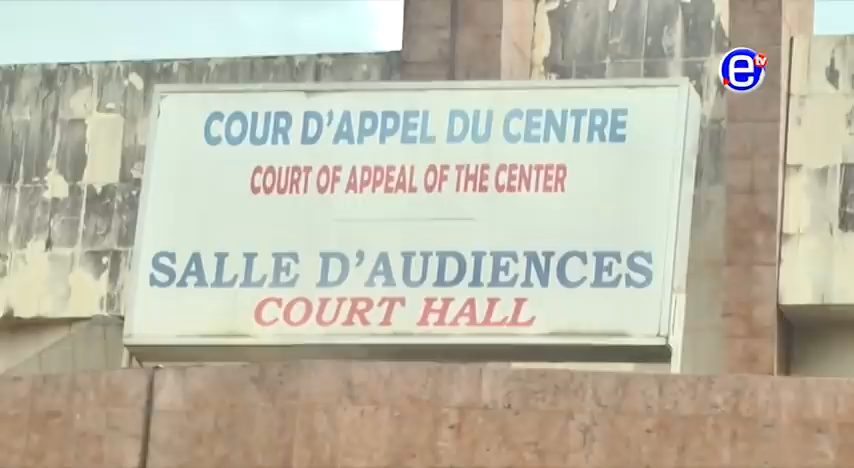 COUR D'APPEL DU CENTRE
COURT OF APPEAL OF THE CENTER
SALLE D'AUDIENCES
COURT HALL
e tv